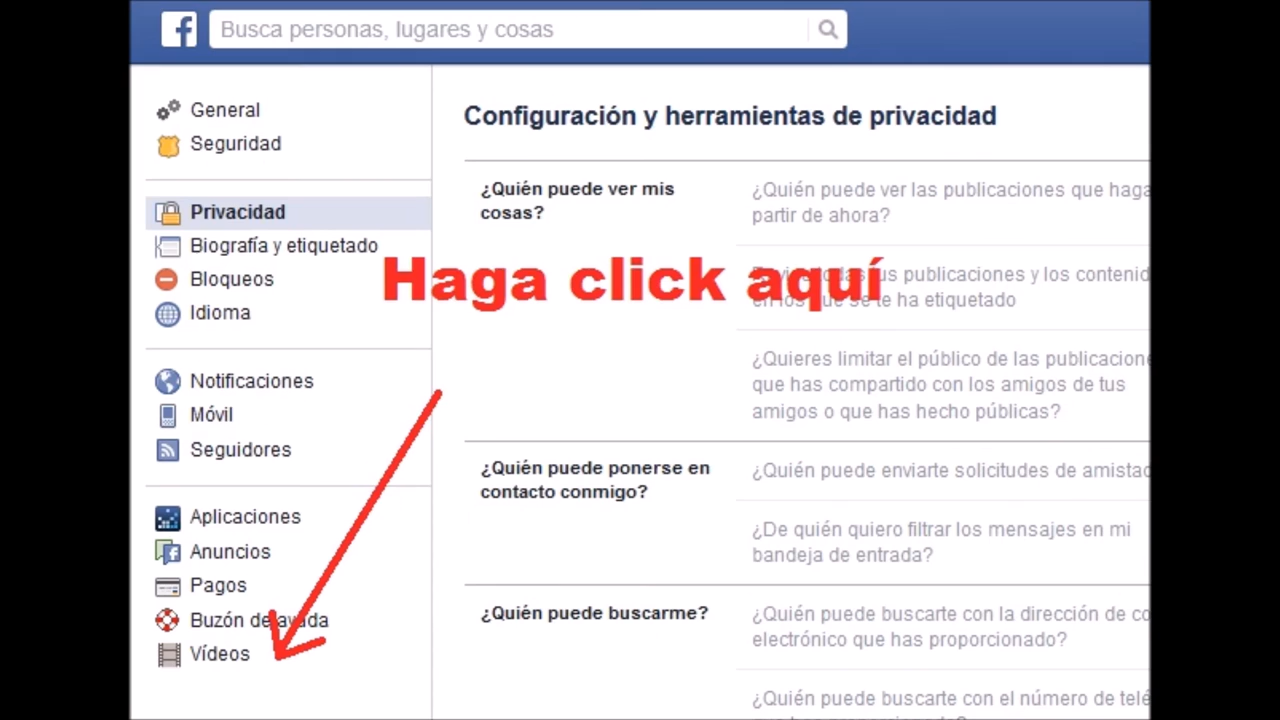 f
Busca personas, lugares y cosas
General
Seguridad
Privacidad
Biografía y etiquetado
Bloqueos
Idioma
Notificaciones
Móvil
Seguidores
Aplicaciones
Anuncios
Pagos
Buzón de ayuda
Vídeos
Configuración y herramientas de privacidad
¿Quién puede ver mis
cosas?
¿Quién puede ver las publicaciones que haga
partir de ahora?
Haga click aquí
publicaciones y los contenid
en los que se te ha etiquetado
¿Quieres limitar el público de las publicacione
que has compartido con los amigos de tus
amigos o que has hecho públicas?
¿Quién puede ponerse en
contacto conmigo?
¿Quién puede enviarte solicitudes de amistad
¿De quién quiero filtrar los mensajes en mi
bandeja de entrada?
¿Quién puede buscarme?
¿Quién puede buscarte con la dirección de co
electrónico que has proporcionado?
¿Quién puede buscarte con el número de telé